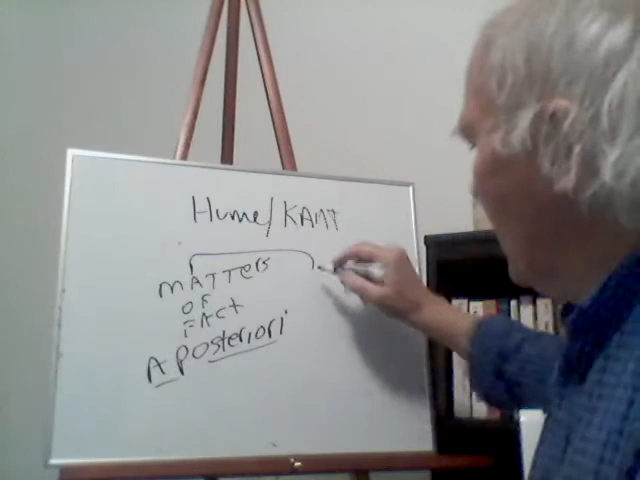 Hume/KANT
MATTERS
OF
FACT
A Posteriori